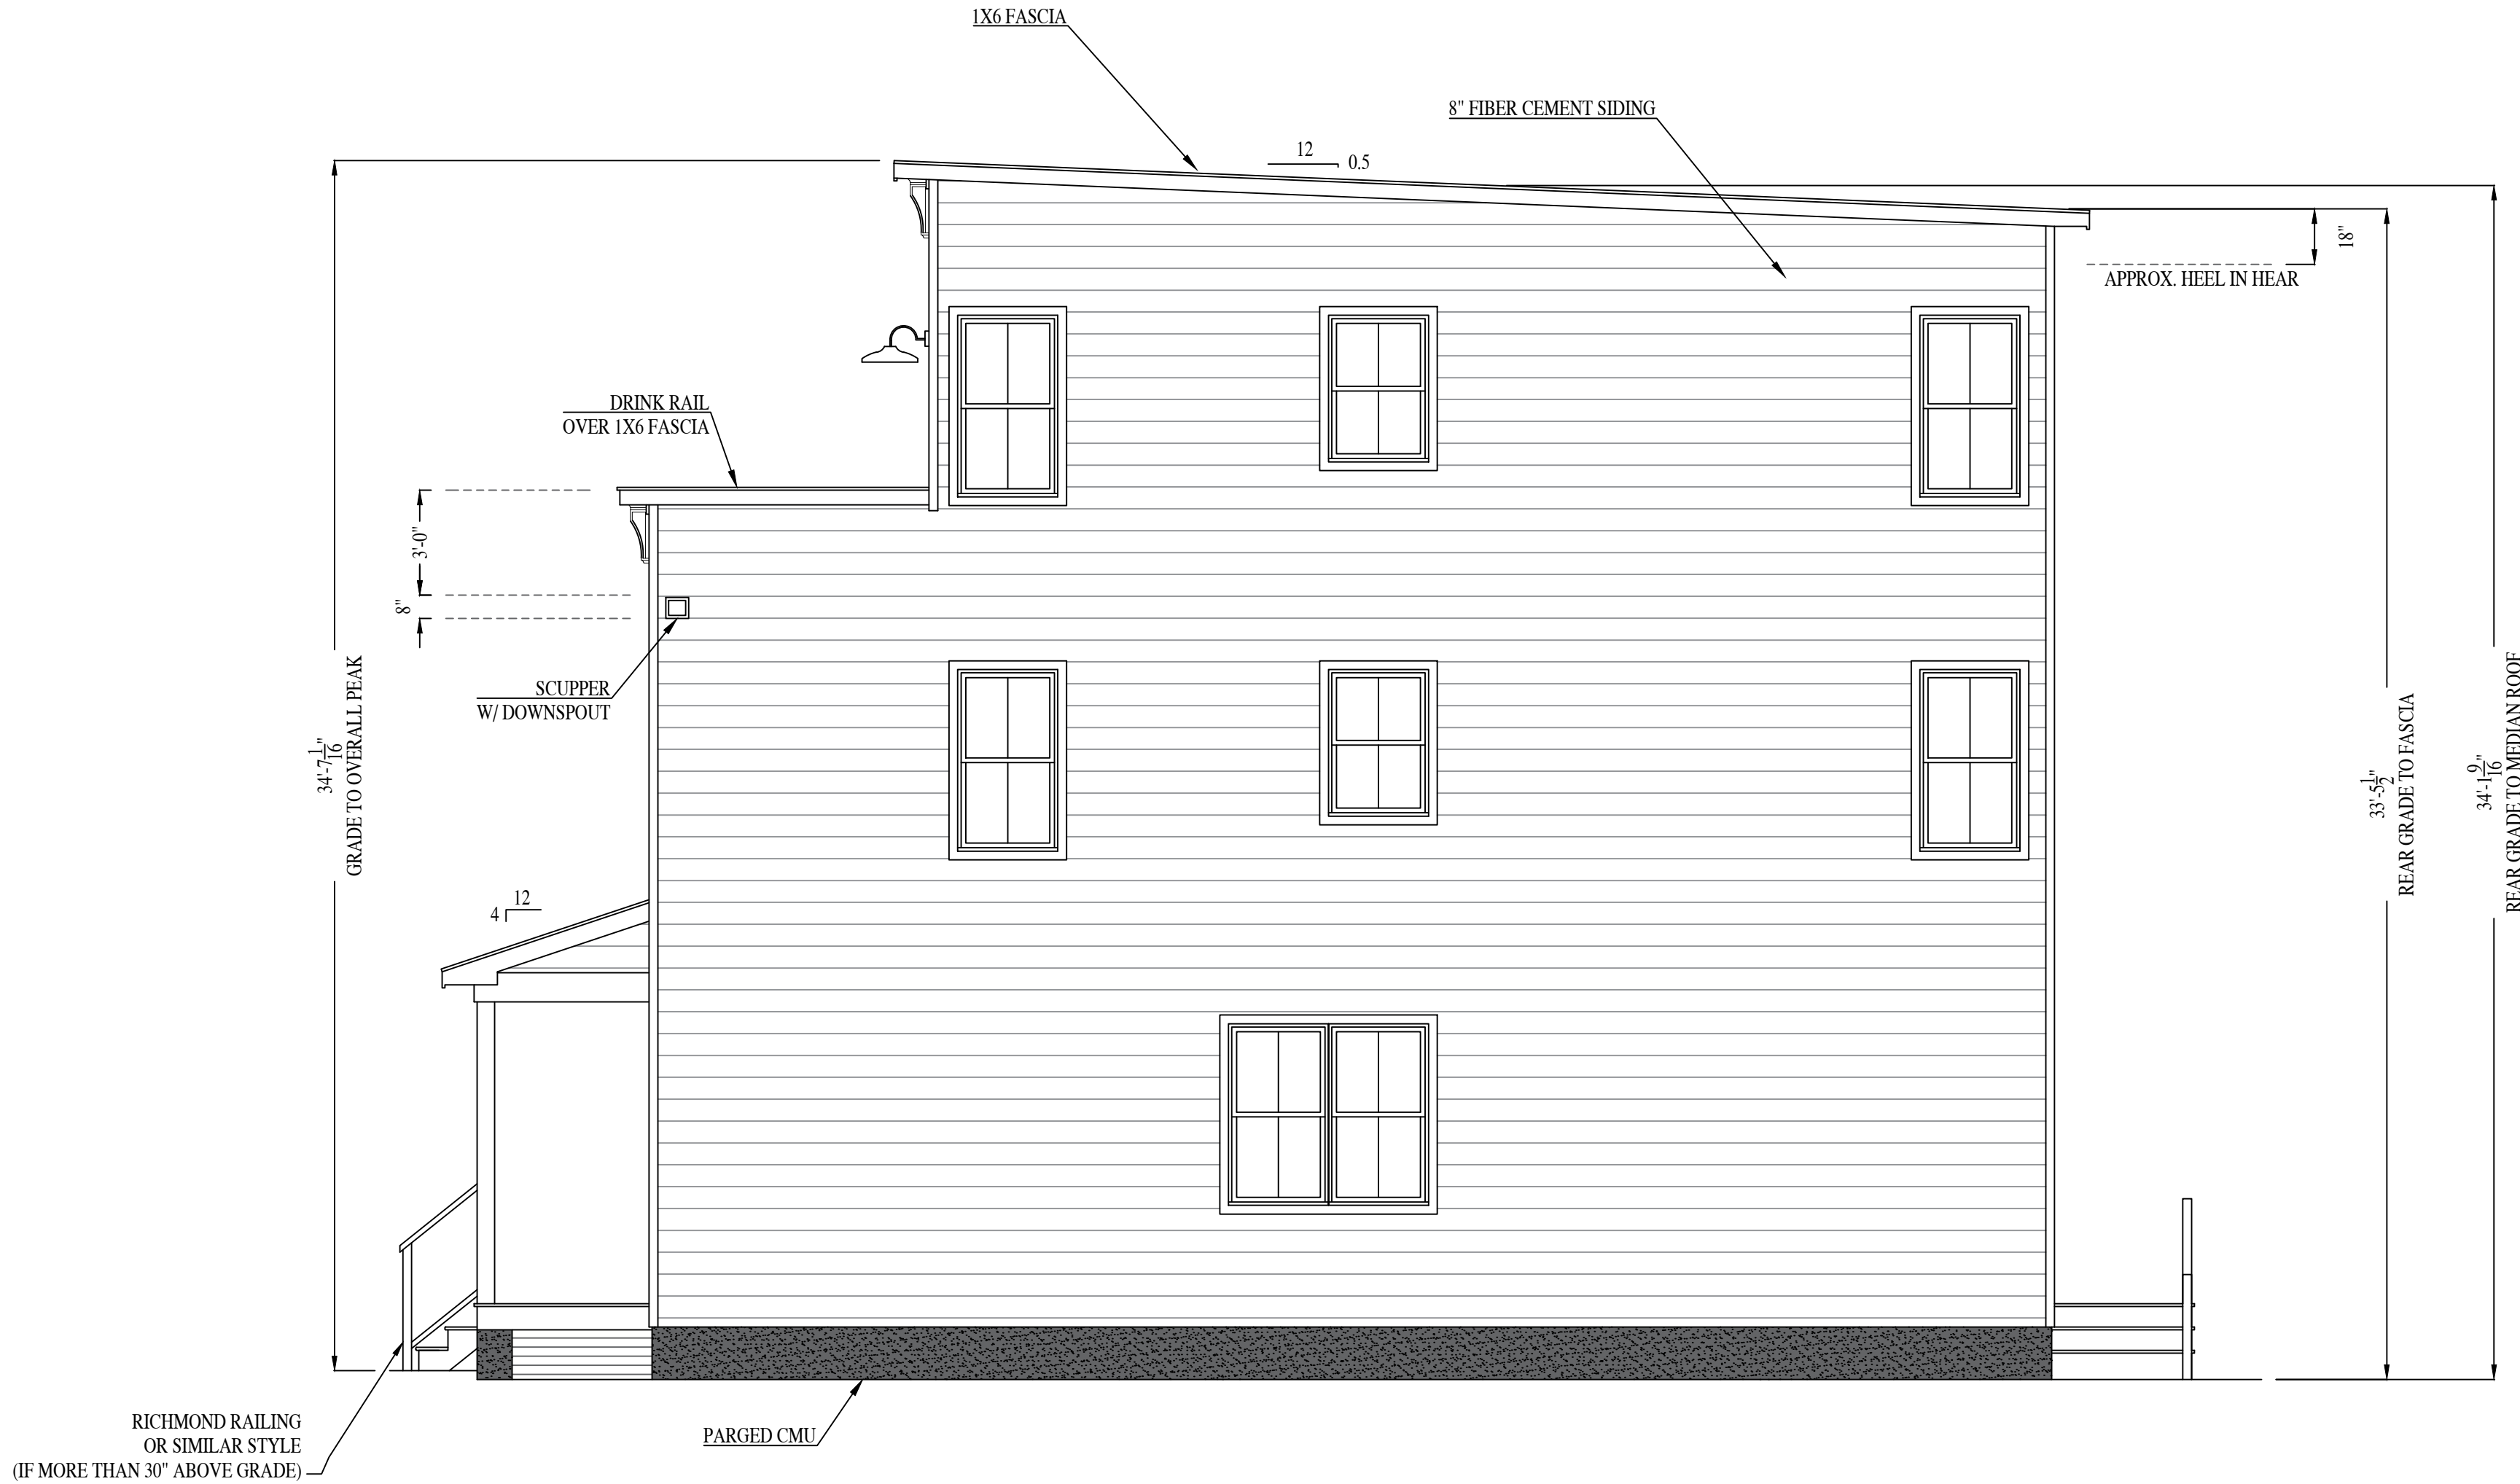 1X6 FASCIA
8" FIBER CEMENT SIDING
12
0.5
18"
APPROX. HEEL IN HEAR
DRINK RAIL
OVER 1X6 FASCIA
3'-0"
8"
SCUPPER
W/ DOWNSPOUT
34'-7 1/16"
GRADE TO OVERALL PEAK
33'-5 1/2"
REAR GRADE TO FASCIA
34'-1 9/16"
REAR GRADE TO MEDIAN ROOF
12
4
RICHMOND RAILING
OR SIMILAR STYLE
(IF MORE THAN 30" ABOVE GRADE)
PARGED CMU